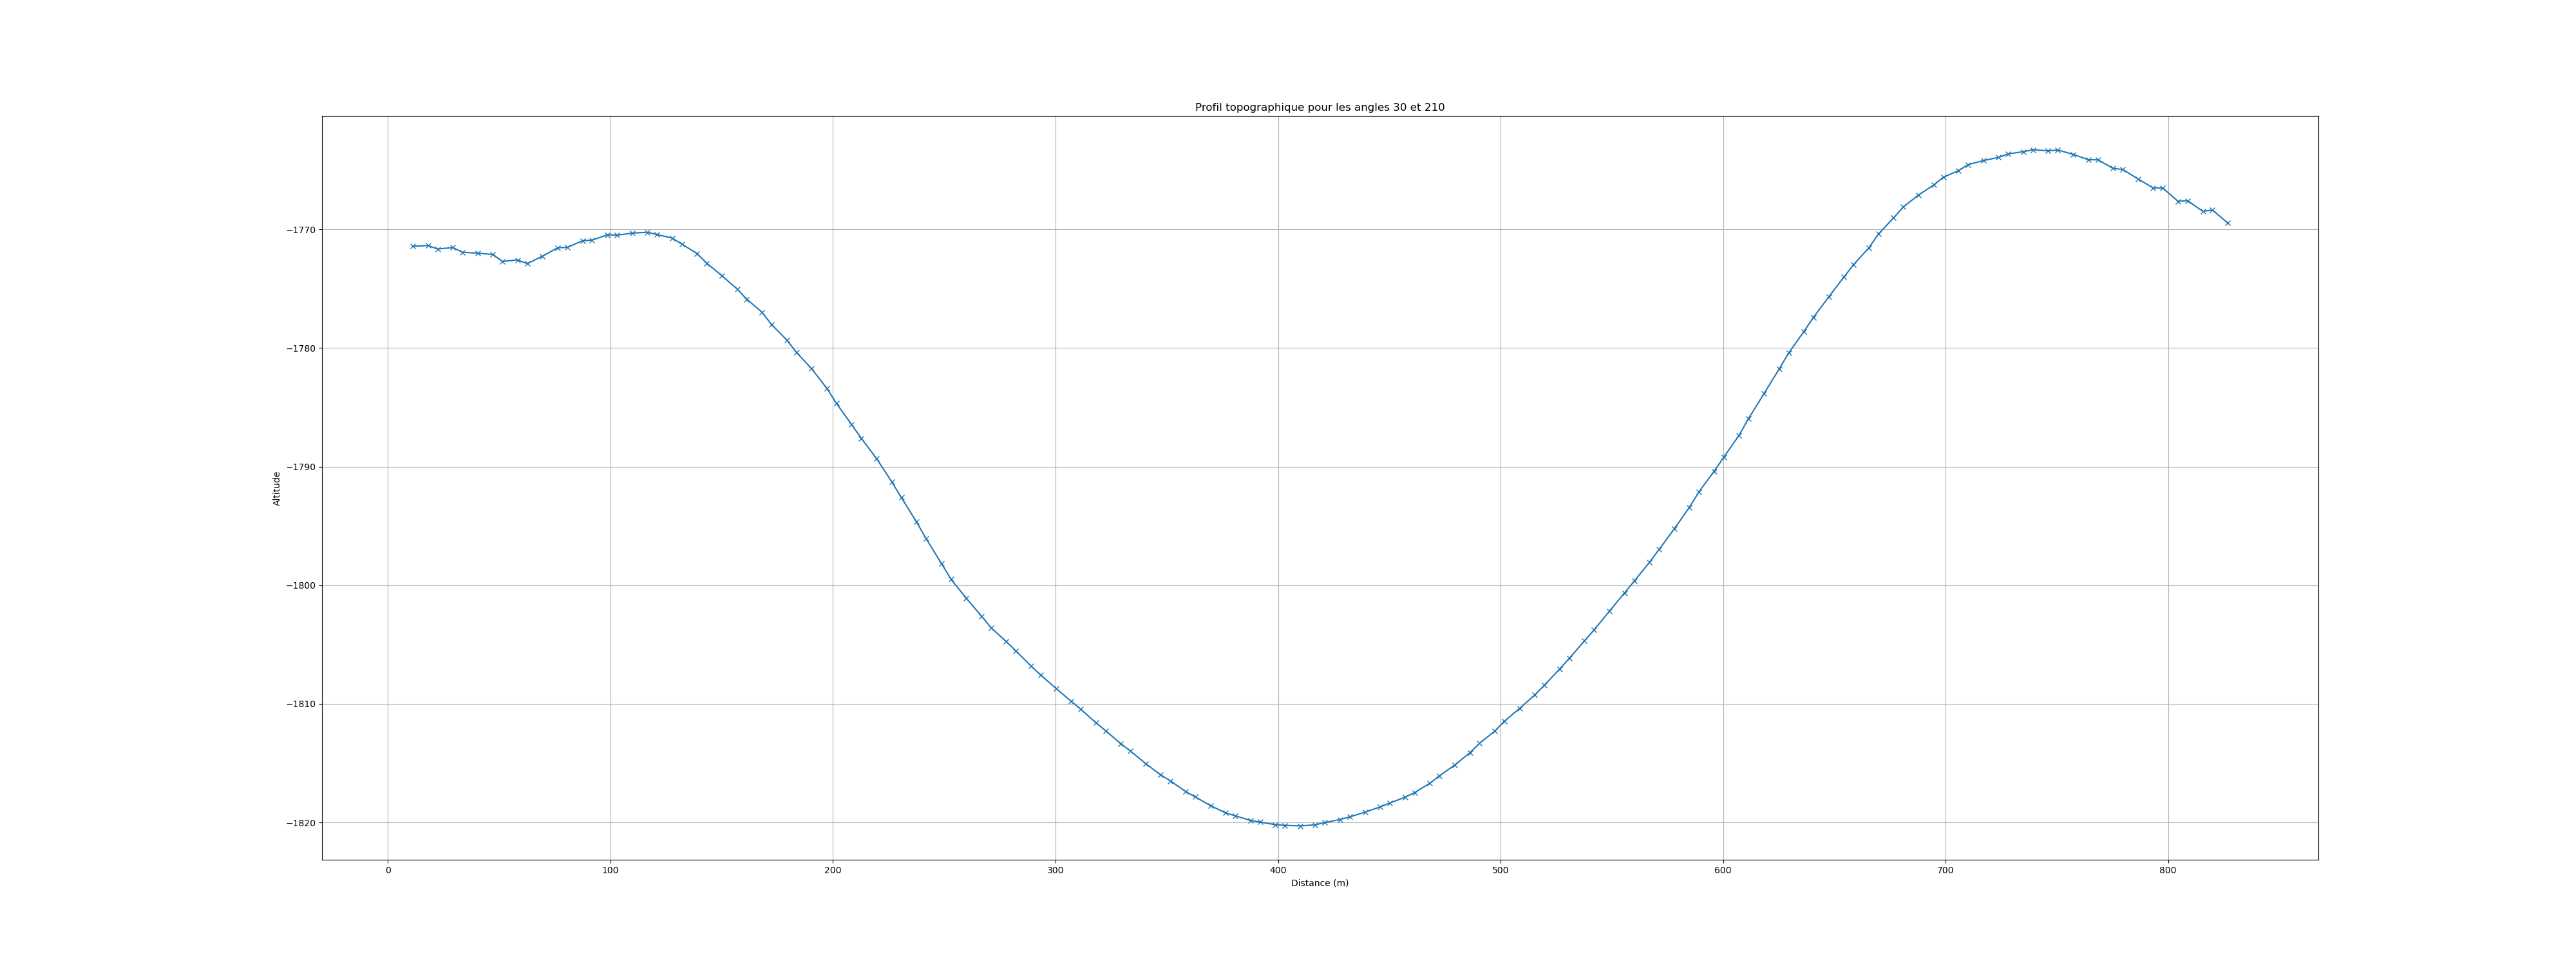 Profil topographique pour les angles 30 et 210
−1770
−1780
−1790
Altitude
−1800
−1810
−1820
0 100 200 300 400 500 600 700 800
Distance (m)